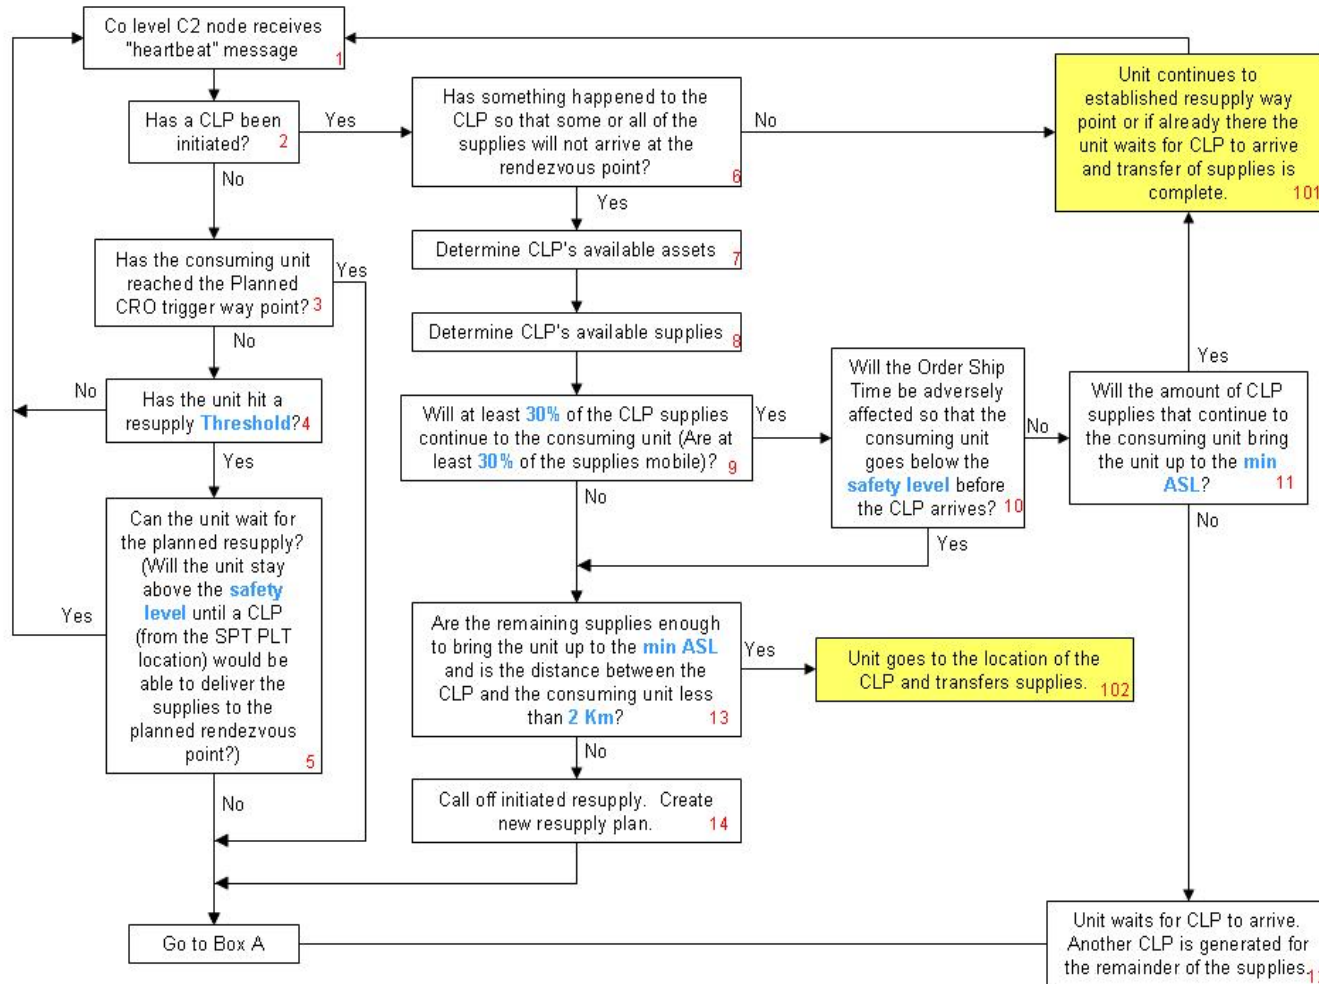 Co level C2 node receives
"heartbeat" message
1
Has a CLP been
initiated?
2
Yes
No
Has the consuming unit
reached the Planned
CRO trigger way point?
3
Yes
No
Has the unit hit a
resupply Threshold?
4
No
Yes
Can the unit wait for
the planned resupply?
(Will the unit stay
above the safety
level until a CLP
(from the SPT PLT
location) would be
able to deliver the
supplies to the
planned rendezvous
point?)
5
Yes
No
Go to Box A
Has something happened to the
CLP so that some or all of the
supplies will not arrive at the
rendezvous point?
6
No
Yes
Determine CLP's available assets
7
Determine CLP's available supplies
8
Will at least 30% of the CLP supplies
continue to the consuming unit (Are at
least 30% of the supplies mobile)?
9
Yes
No
Will the Order Ship
Time be adversely
affected so that the
consuming unit
goes below the
safety level before
the CLP arrives?
10
No
Yes
Will the amount of CLP
supplies that continue to
the consuming unit bring
the unit up to the min
ASL?
11
Yes
No
Are the remaining supplies enough
to bring the unit up to the min ASL
and is the distance between the
CLP and the consuming unit less
than 2 Km?
13
Yes
No
Call off initiated resupply. Create
new resupply plan.
14
Unit continues to
established resupply way
point or if already there the
unit waits for CLP to arrive
and transfer of supplies is
complete.
101
Unit goes to the location of the
CLP and transfers supplies.
102
Unit waits for CLP to arrive.
Another CLP is generated for
the remainder of the supplies.